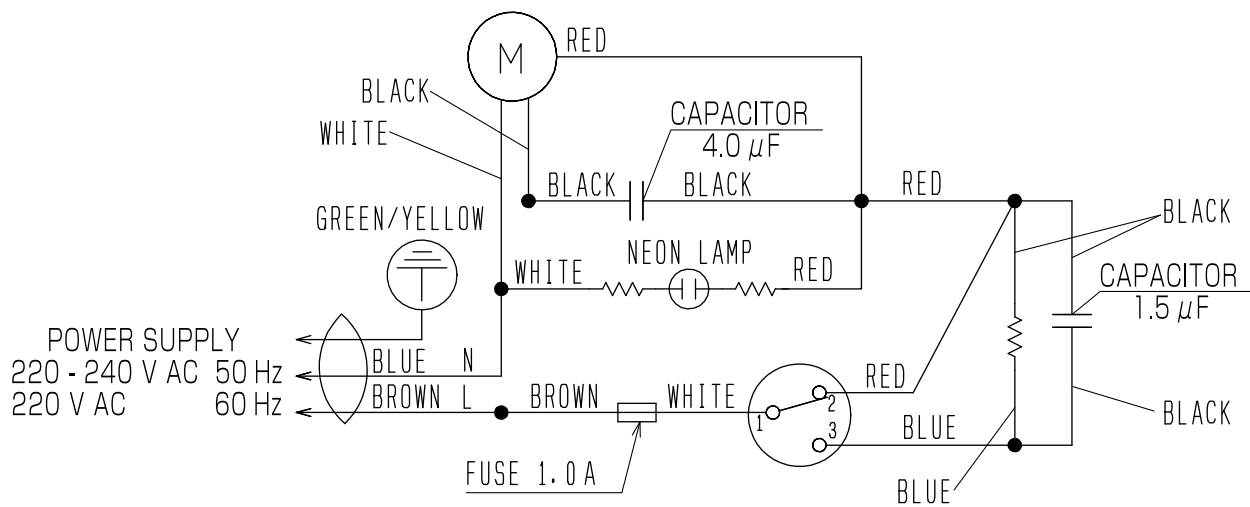 RED
M
BLACK
CAPACITOR
4.0 µF
WHITE
BLACK
BLACK
RED
BLACK
GREEN/YELLOW
NEON LAMP
WHITE
RED
CAPACITOR
1.5 µF
POWER SUPPLY
220 - 240 V AC 50 Hz
220 V AC 60 Hz
BLUE N
BROWN L
BROWN
WHITE
RED
1
2
3
BLUE
BLACK
FUSE 1.0A
BLUE